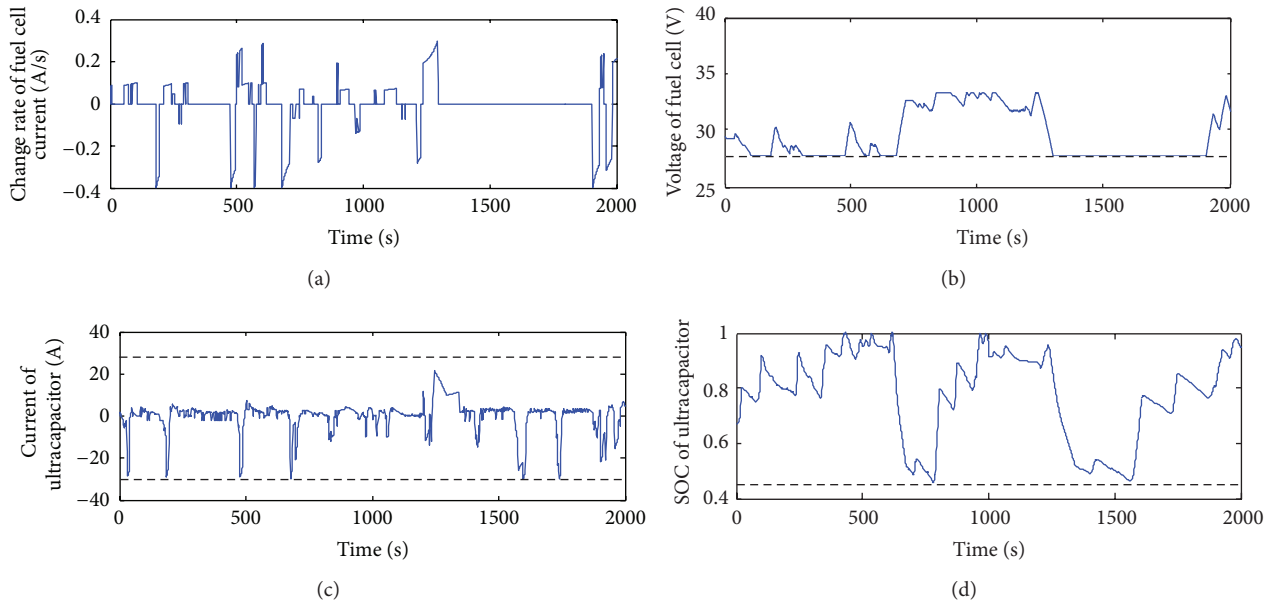 Change rate of fuel cell
current (A/s)
0.4
0.2
0
−0.2
−0.4
0
500
1000
1500
2000
Time (s)
(a)
Voltage of fuel cell (V)
40
35
30
25
0
500
1000
1500
2000
Time (s)
(b)
Current of
ultracapacitor (A)
40
20
0
−20
−40
0
500
1000
1500
2000
Time (s)
(c)
SOC of ultracapacitor
1
0.8
0.6
0.4
0
500
1000
1500
2000
Time (s)
(d)